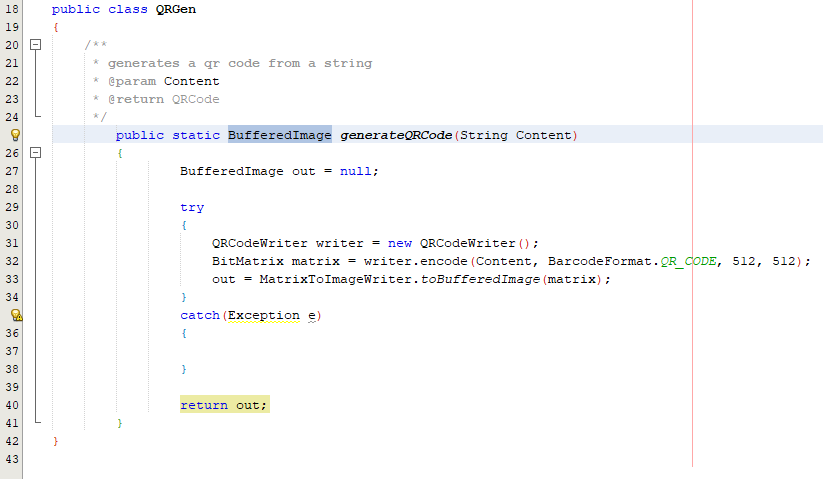 18 public class QRGen
19 {
20 /**
21 * generates a qr code from a string
22 * @param Content
23 * @return QRCode
24 */
public static BufferedImage generateQRCode(String Content)
26 {
27 BufferedImage out = null;
28
29 try
30 {
31 QRCodeWriter writer = new QRCodeWriter();
32 BitMatrix matrix = writer.encode(Content, BarcodeFormat.QR_CODE, 512, 512);
33 out = MatrixToImageWriter.toBufferedImage(matrix);
34 }
catch(Exception e)
36 {
37
38 }
39
40 return out;
41 }
42 }
43